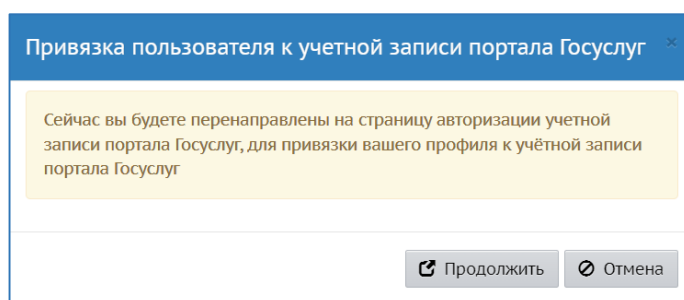 Привязка пользователя к учетной записи портала Госуслуг ×
Сейчас вы будете перенаправлены на страницу авторизации учетной
записи портала Госуслуг, для привязки вашего профиля к учётной записи
портала Госуслуг
Продолжить Отмена